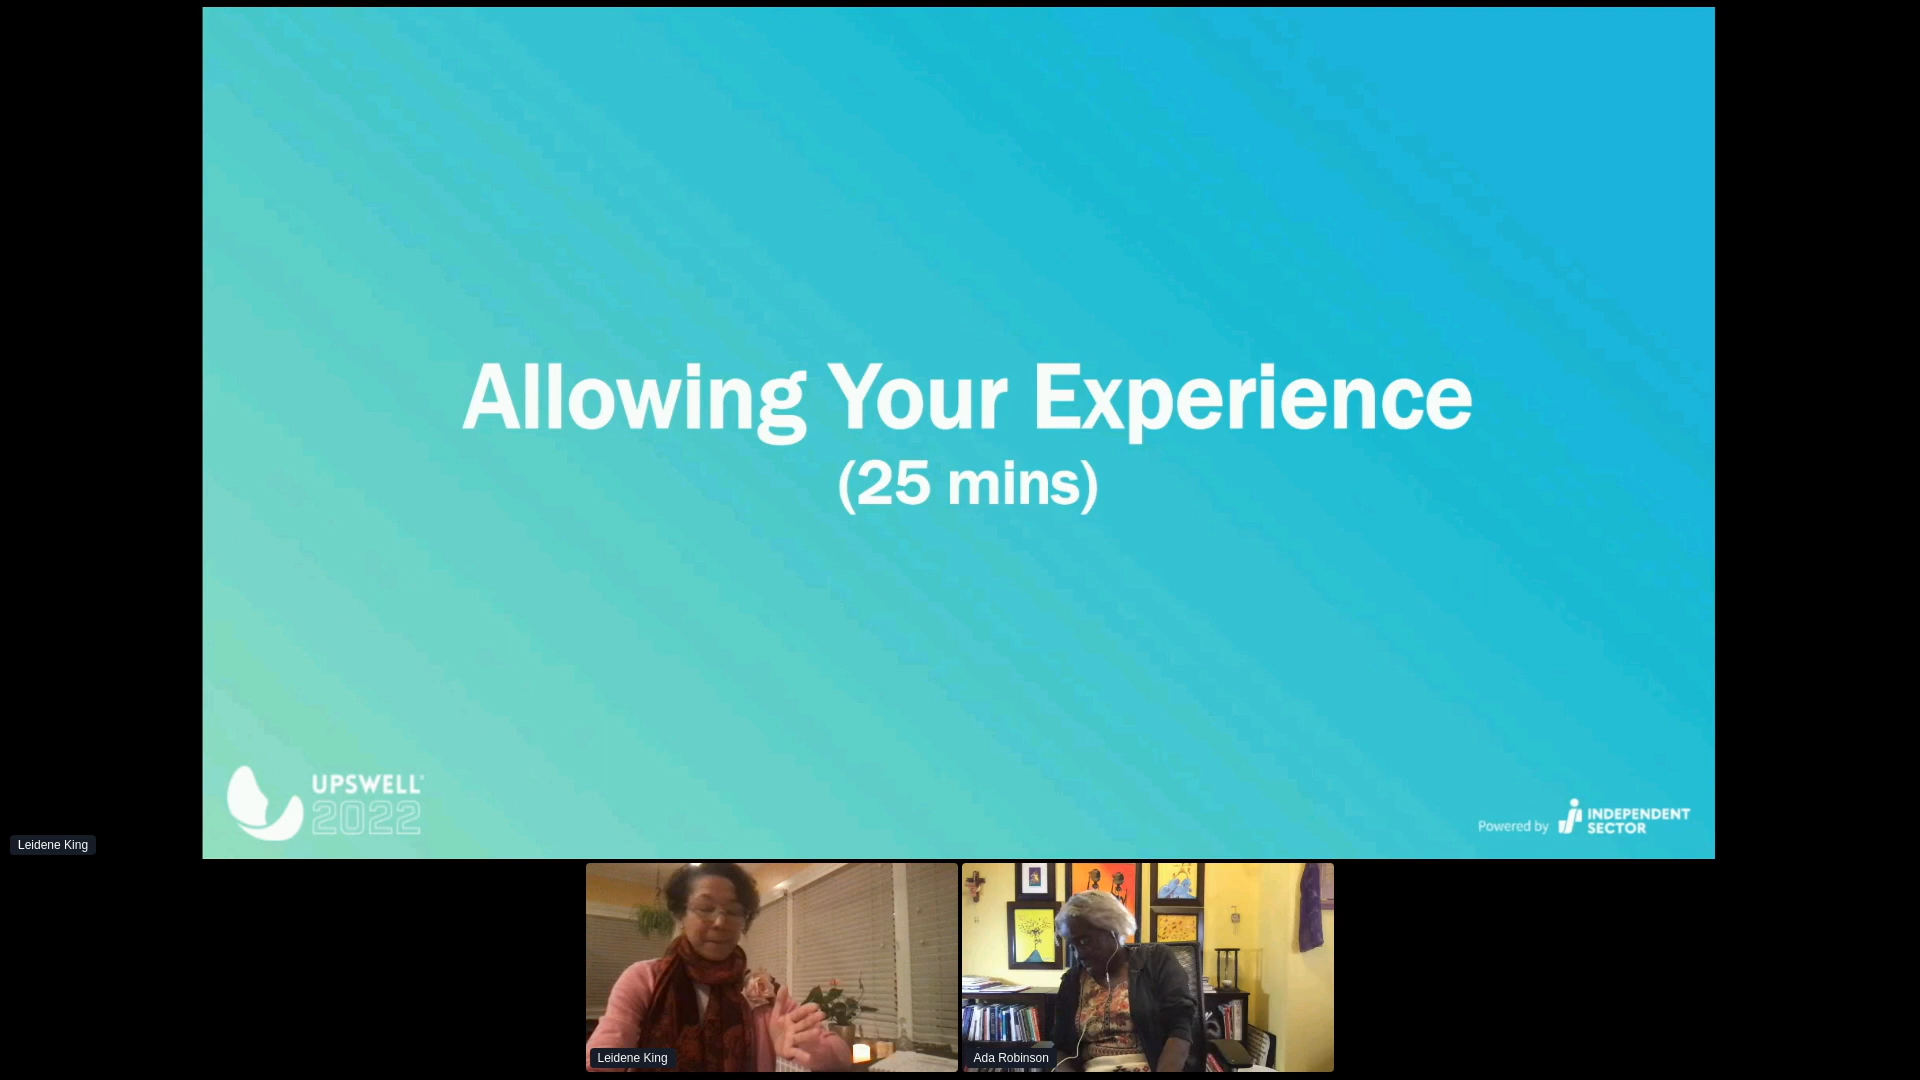 Allowing Your Experience
(25 mins)
UPSWELL®
2022
Powered by
INDEPENDENT
SECTOR
Leidene King
Leidene King
Ada Robinson